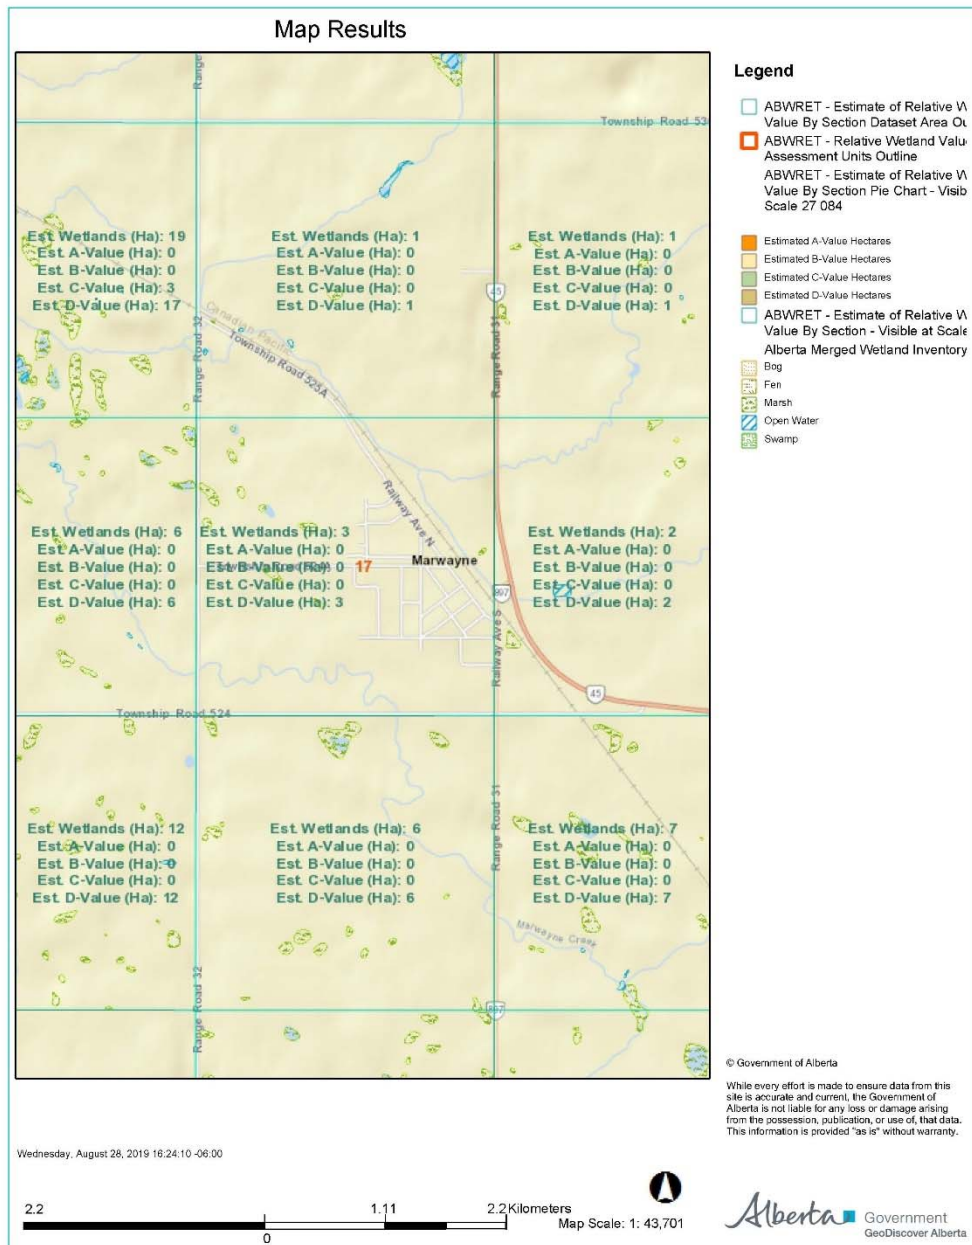 Map Results
Range
Township Road 53
Est. Wetlands (Ha): 19
Est. A-Value (Ha): 0
Est. B-Value (Ha): 0
Est. C-Value (Ha): 3
Est. D-Value (Ha): 17
Est. Wetlands (Ha): 1
Est. A-Value (Ha): 0
Est. B-Value (Ha): 0
Est. C-Value (Ha): 0
Est. D-Value (Ha): 1
Est. Wetlands (Ha): 1
Est. A-Value (Ha): 0
Est. B-Value (Ha): 0
Est. C-Value (Ha): 0
Est. D-Value (Ha): 1
45
Canadian Pacific
Township Road 525A
Range Road 32
Range Road 31
Railway Ave N
Est. Wetlands (Ha): 6
Est. A-Value (Ha): 0
Est. B-Value (Ha): 0
Est. C-Value (Ha): 0
Est. D-Value (Ha): 6
Est. Wetlands (Ha): 3
Est. A-Value (Ha): 0
Est. B-Value (Ha): 0
Est. C-Value (Ha): 0
Est. D-Value (Ha): 3
17
Marwayne
Est. Wetlands (Ha): 2
Est. A-Value (Ha): 0
Est. B-Value (Ha): 0
Est. C-Value (Ha): 0
Est. D-Value (Ha): 2
897
Railway Ave S
45
Township Road 524
Range Road 31
Est. Wetlands (Ha): 12
Est. A-Value (Ha): 0
Est. B-Value (Ha): 0
Est. C-Value (Ha): 0
Est. D-Value (Ha): 12
Est. Wetlands (Ha): 6
Est. A-Value (Ha): 0
Est. B-Value (Ha): 0
Est. C-Value (Ha): 0
Est. D-Value (Ha): 6
Est. Wetlands (Ha): 7
Est. A-Value (Ha): 0
Est. B-Value (Ha): 0
Est. C-Value (Ha): 0
Est. D-Value (Ha): 7
Marwayne Creek
Range Road 32
897
Legend
ABWRET - Estimate of Relative W
Value By Section Dataset Area Ou
ABWRET - Relative Wetland Valu
Assessment Units Outline
ABWRET - Estimate of Relative W
Value By Section Pie Chart - Visib
Scale 27 084
Estimated A-Value Hectares
Estimated B-Value Hectares
Estimated C-Value Hectares
Estimated D-Value Hectares
ABWRET - Estimate of Relative W
Value By Section - Visible at Scale
Alberta Merged Wetland Inventory
Bog
Fen
Marsh
Open Water
Swamp
© Government of Alberta
While every effort is made to ensure data from this
site is accurate and current, the Government of
Alberta is not liable for any loss or damage arising
from the possession, publication, or use of, that data.
This information is provided "as is" without warranty.
Wednesday, August 28, 2019 16:24:10 -06:00
2.2
1.11
2.2 Kilometers
0
Map Scale: 1: 43,701
Alberta Government
GeoDiscover Alberta